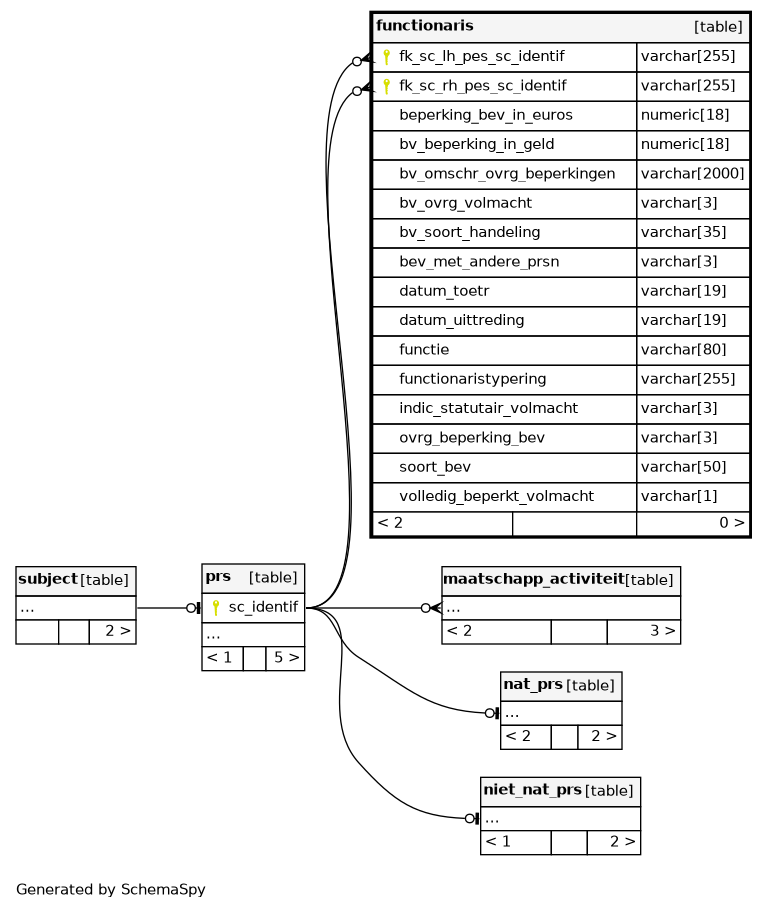 functionaris [table]
fk_sc_lh_pes_sc_identif varchar[255]
fk_sc_rh_pes_sc_identif varchar[255]
beperking_bev_in_euros numeric[18]
bv_beperking_in_geld numeric[18]
bv_omschr_ovrg_beperkingen varchar[2000]
bv_ovrg_volmacht varchar[3]
bv_soort_handeling varchar[35]
bev_met_andere_prsn varchar[3]
datum_toetr varchar[19]
datum_uittreding varchar[19]
functie varchar[80]
functionaristypering varchar[255]
indic_statutair_volmacht varchar[3]
ovrg_beperking_bev varchar[3]
soort_bev varchar[50]
volledig_beperkt_volmacht varchar[1]
< 2 0 >
subject [table]
...
2 >
prs [table]
sc_identif
...
< 1 5 >
maatschapp_activiteit [table]
...
< 2 3 >
nat_prs [table]
...
< 2 2 >
niet_nat_prs [table]
...
< 1 2 >
Generated by SchemaSpy